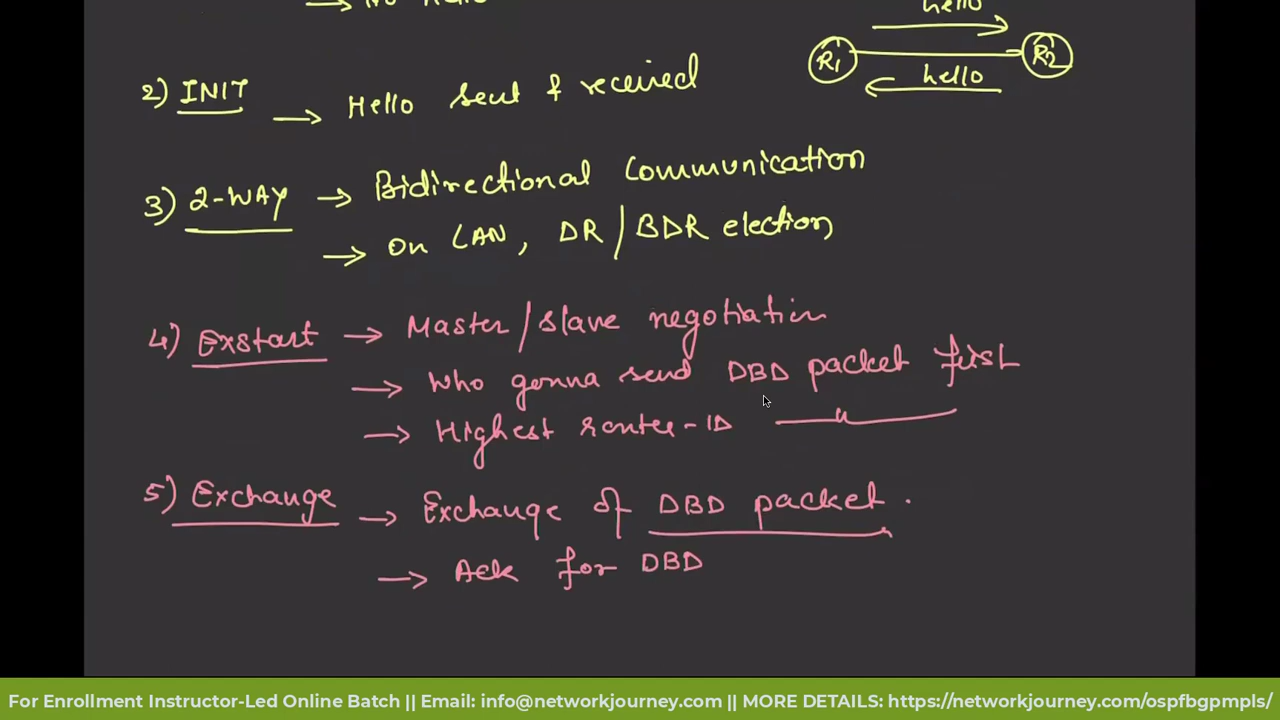 → No hello
hello
2) INIT → Hello sent & received
R1 R2
hello
3) 2-WAY → Bidirectional Communication
→ On LAN, DR/BDR election
4) Exstart → Master/slave negotiation
→ Who gonna send DBD packet first
→ Highest router-ID —〃—
5) Exchange → Exchange of DBD packet.
→ Ack for DBD
For Enrollment Instructor-Led Online Batch || Email: info@networkjourney.com || MORE DETAILS: https://networkjourney.com/ospfbgpmpls/